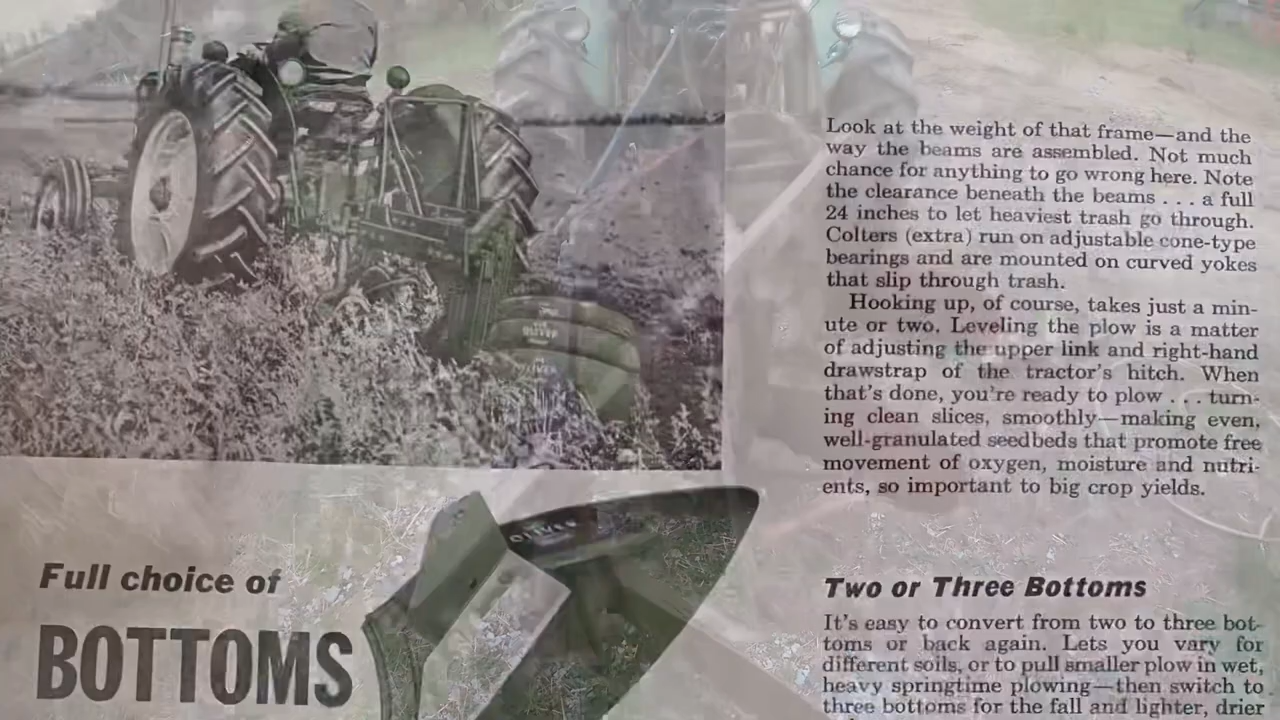 Look at the weight of that frame—and the
way the beams are assembled. Not much
chance for anything to go wrong here. Note
the clearance beneath the beams . . . a full
24 inches to let heaviest trash go through.
Colters (extra) run on adjustable cone-type
bearings and are mounted on curved yokes
that slip through trash.
Hooking up, of course, takes just a min-
ute or two. Leveling the plow is a matter
of adjusting the upper link and right-hand
drawstrap of the tractor's hitch. When
that's done, you're ready to plow . . . turn-
ing clean slices, smoothly—making even,
well-granulated seedbeds that promote free
movement of oxygen, moisture and nutri-
ents, so important to big crop yields.
OLIVER
OLIVER
Full choice of
BOTTOMS
Two or Three Bottoms
It's easy to convert from two to three bot-
toms or back again. Lets you vary for
different soils, or to pull smaller plow in wet,
heavy springtime plowing—then switch to
three bottoms for the fall and lighter, drier